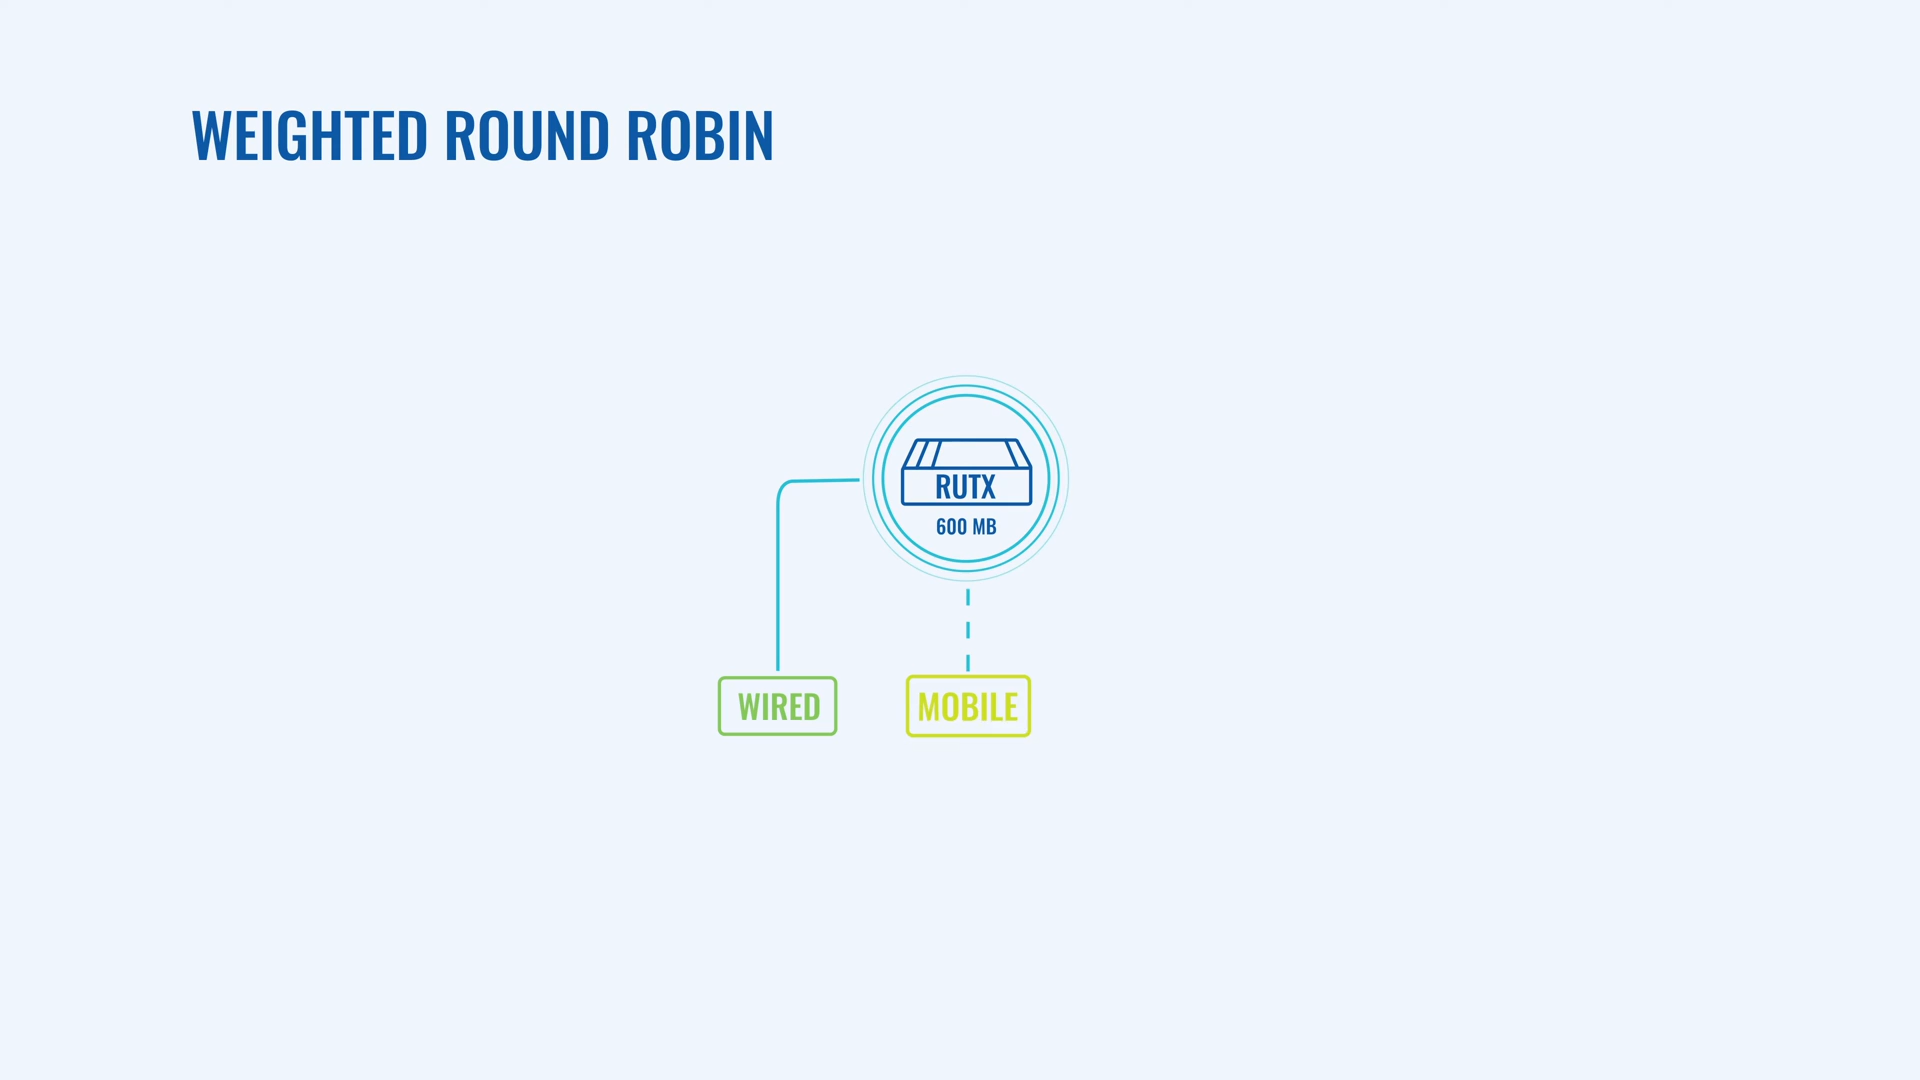 WEIGHTED ROUND ROBIN
RUTX
600 MB
WIRED
MOBILE